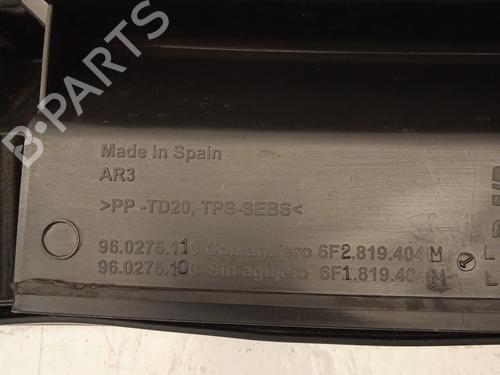 B-PARTS
Made in Spain
AR3
>PP -TD20, TPS-SEBS<
96.0275.110 Con agujero 6F2.819.404 M L
96.0275.100 Sin agujero 6F1.819.404 M L